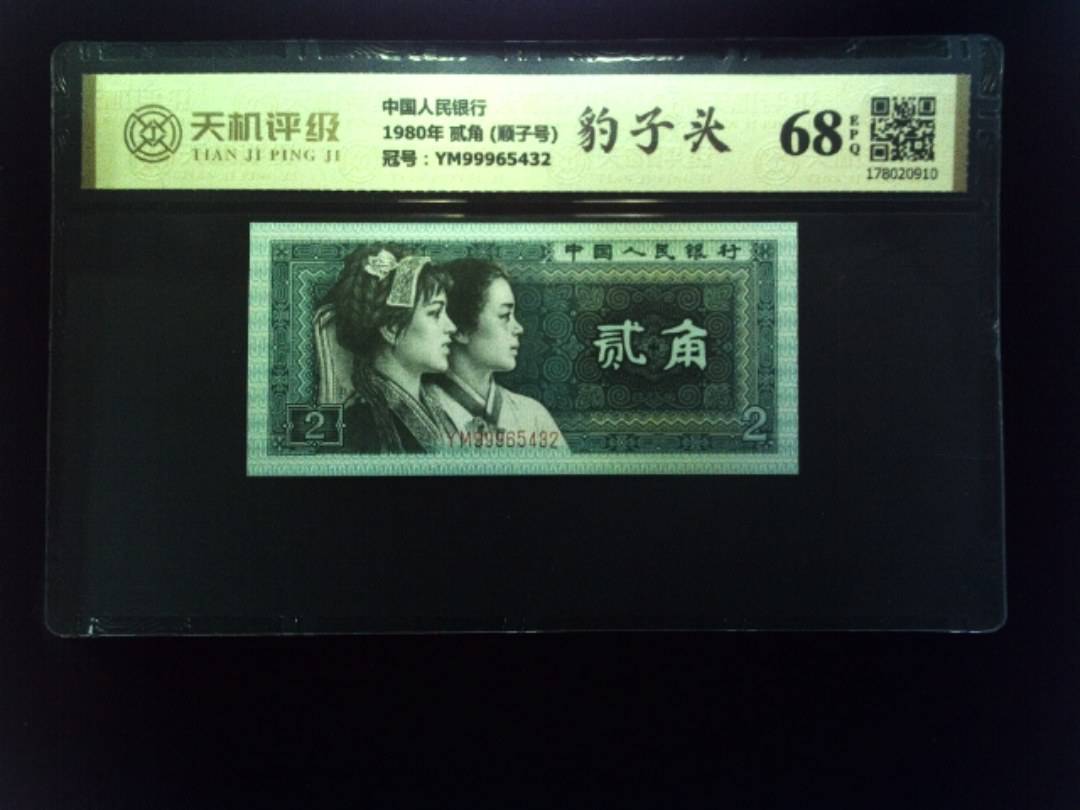 天机评级
TIAN JI PING JI
中国人民银行
1980年 贰角 (顺子号)
冠号：YM99965432
豹子头
68
EPQ
178020910
中国人民银行
贰角
2
2
YM99965432